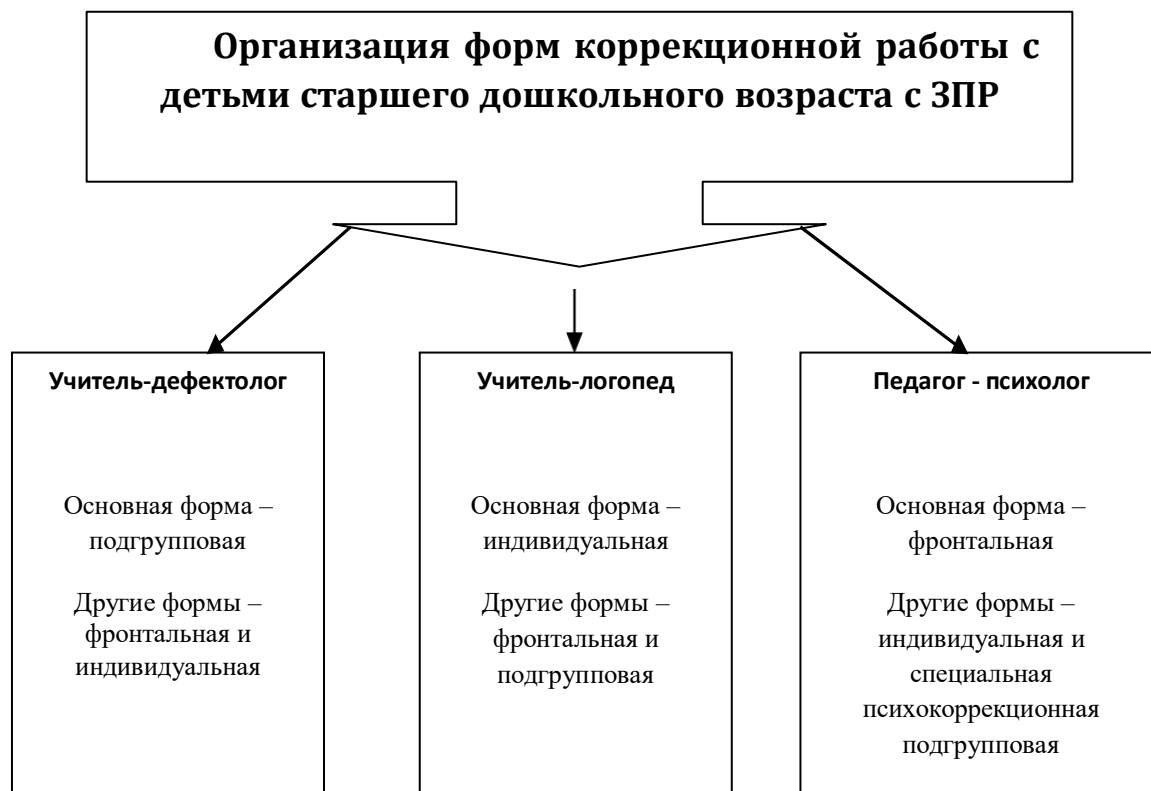 Организация форм коррекционной работы с
детьми старшего дошкольного возраста с ЗПР
Учитель-дефектолог
Основная форма –
подгрупповая
Другие формы –
фронтальная и
индивидуальная
Учитель-логопед
Основная форма –
индивидуальная
Другие формы –
фронтальная и
подгрупповая
Педагог - психолог
Основная форма –
фронтальная
Другие формы –
индивидуальная и
специальная
психокоррекционная
подгрупповая